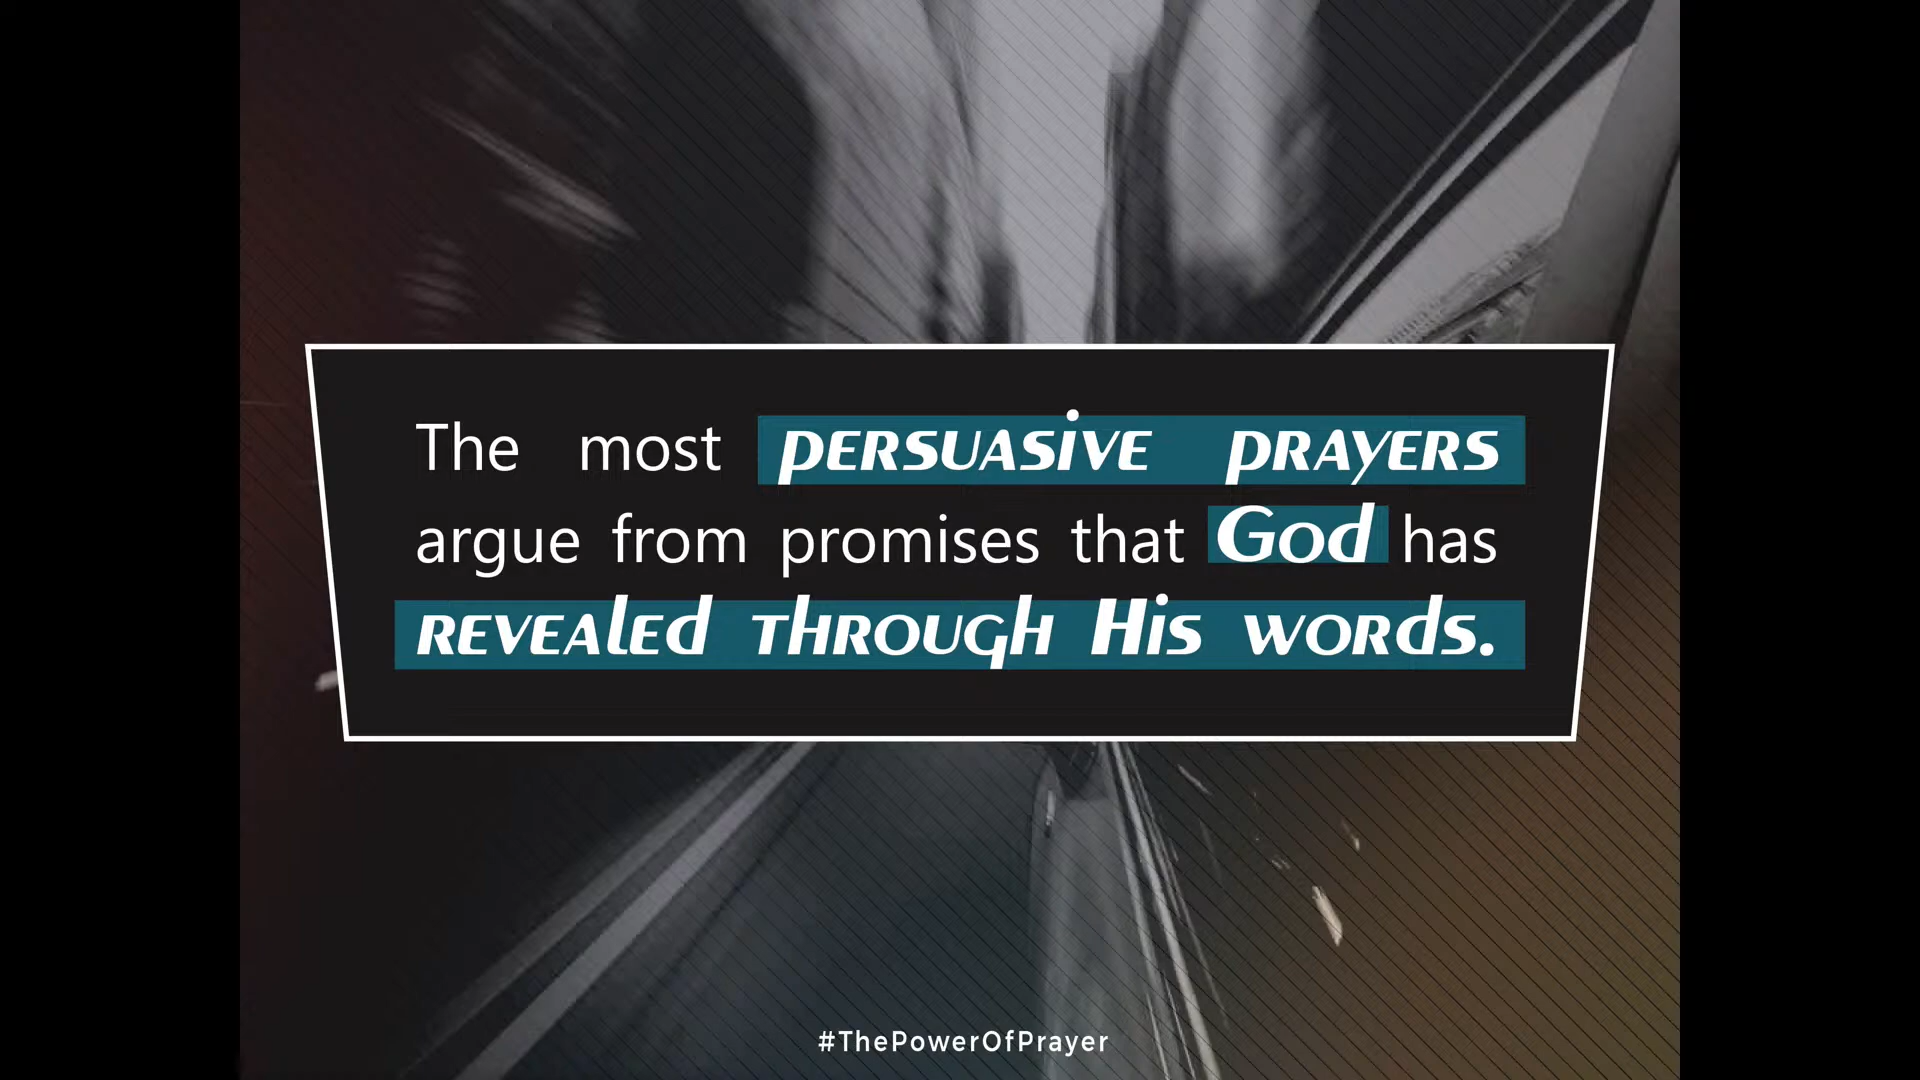 The most persuasive prayers
argue from promises that God has
revealed through His words.
#ThePowerOfPrayer